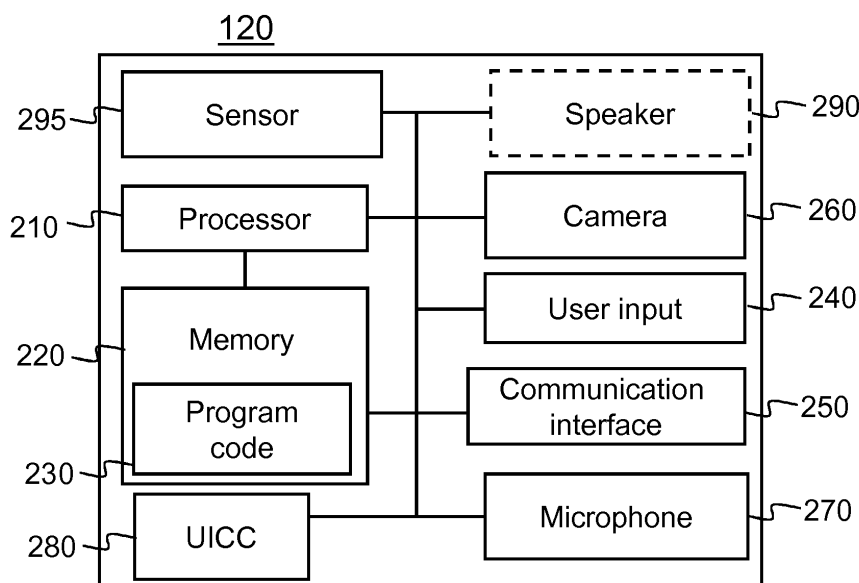 120
295
Sensor
Speaker
290
210
Processor
Camera
260
220
Memory
User input
240
Program
code
230
Communication
interface
250
280
UICC
Microphone
270